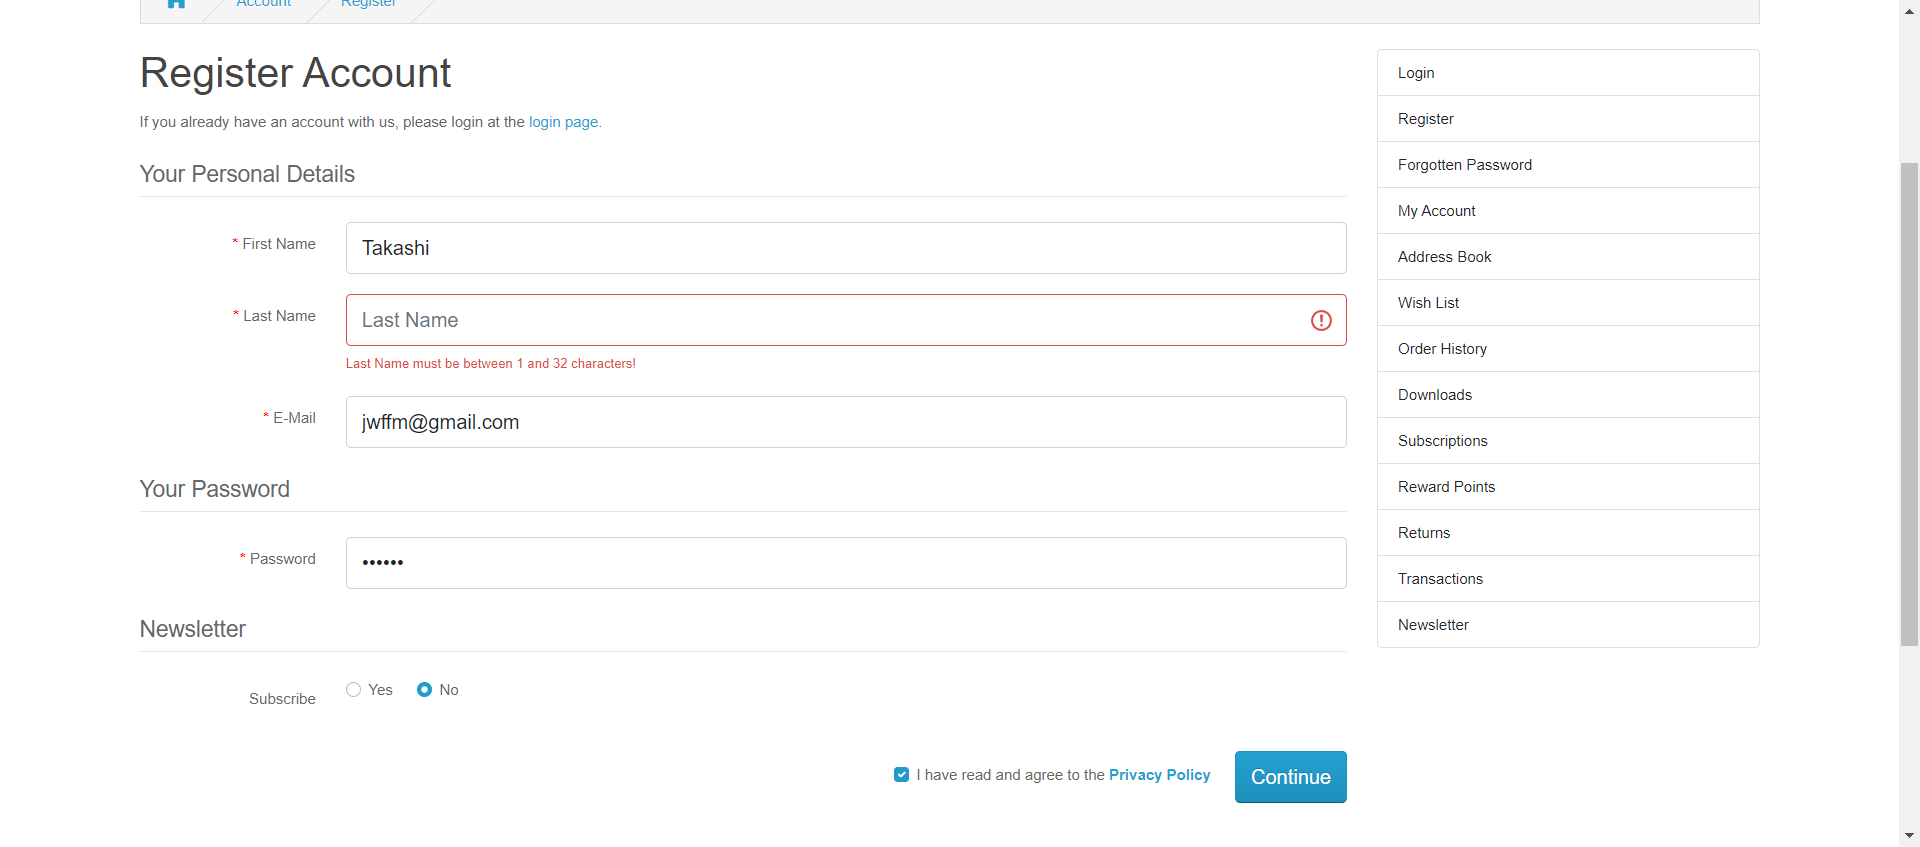 Account
Register
Register Account
If you already have an account with us, please login at the login page.
Your Personal Details
* First Name
Takashi
* Last Name
Last Name
Last Name must be between 1 and 32 characters!
* E-Mail
jwffm@gmail.com
Your Password
* Password
••••••
Newsletter
Subscribe
Yes
No
I have read and agree to the Privacy Policy
Continue
Login
Register
Forgotten Password
My Account
Address Book
Wish List
Order History
Downloads
Subscriptions
Reward Points
Returns
Transactions
Newsletter